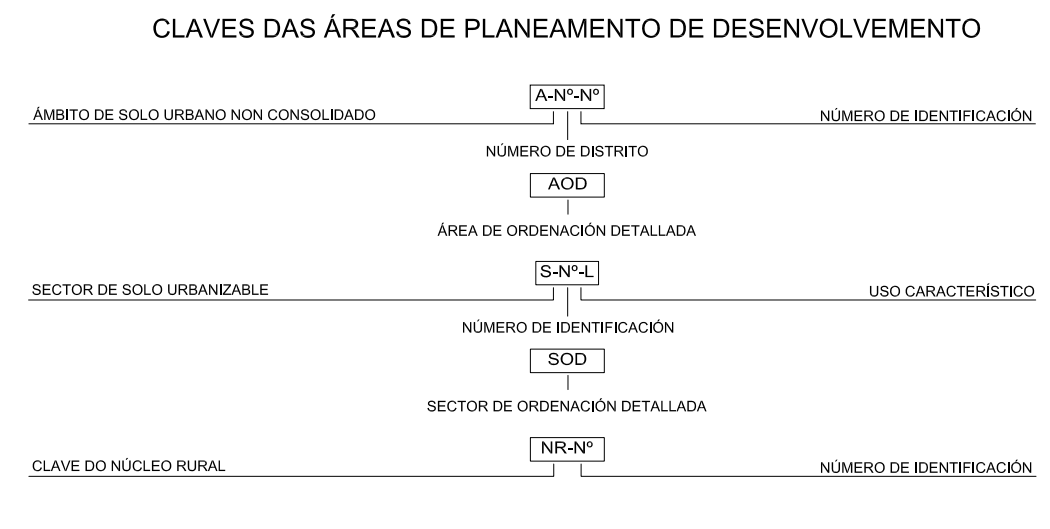 CLAVES DAS ÁREAS DE PLANEAMENTO DE DESENVOLVEMENTO
A-Nº-Nº
ÁMBITO DE SOLO URBANO NON CONSOLIDADO
NÚMERO DE IDENTIFICACIÓN
NÚMERO DE DISTRITO
AOD
ÁREA DE ORDENACIÓN DETALLADA
S-Nº-L
SECTOR DE SOLO URBANIZABLE
USO CARACTERÍSTICO
NÚMERO DE IDENTIFICACIÓN
SOD
SECTOR DE ORDENACIÓN DETALLADA
NR-Nº
CLAVE DO NÚCLEO RURAL
NÚMERO DE IDENTIFICACIÓN